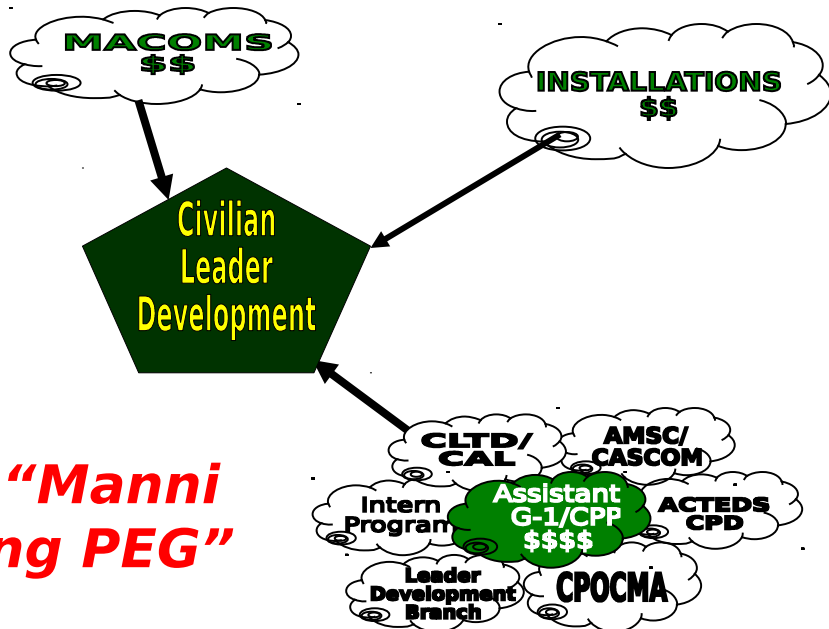 MACOMS
$$
INSTALLATIONS
$$
Civilian
Leader
Development
“Manni
ng PEG”
CLTD/
CAL
AMSC/
CASCOM
Intern
Program
Assistant
G-1/CPP
$$$$
ACTEDS
CPD
Leader
Development
Branch
CPOCMA